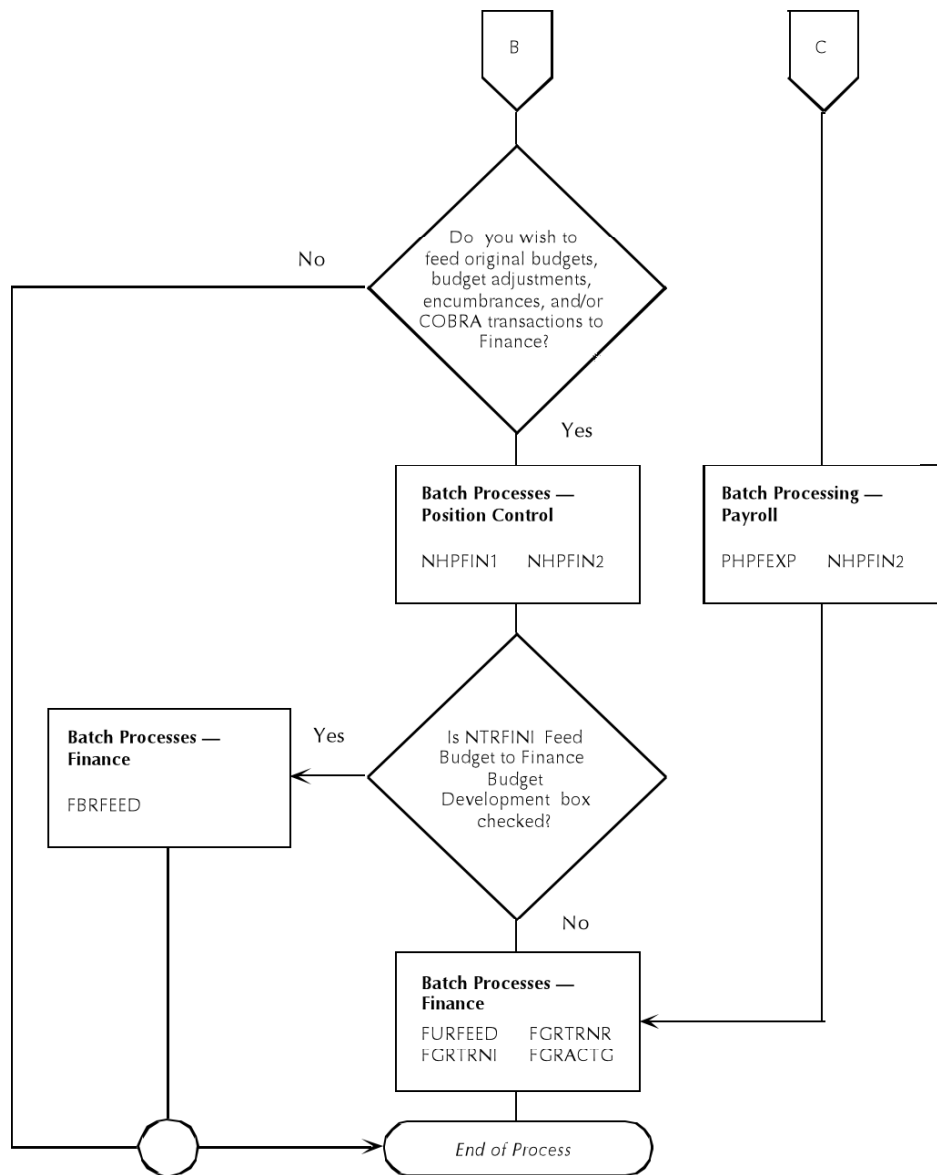 B
C
Do you wish to
feed original budgets,
budget adjustments,
encumbrances, and/or
COBRA transactions to
Finance?
No
Yes
Batch Processes —
Position Control
NHPFIN1 NHPFIN2
Batch Processing —
Payroll
PHPFEXP NHPFIN2
Is NTRFINI Feed
Budget to Finance
Budget
Development box
checked?
Yes
Batch Processes —
Finance
FBRFEED
No
Batch Processes —
Finance
FURFEED FGRTRNR
FGRTRNI FGRACTG
End of Process